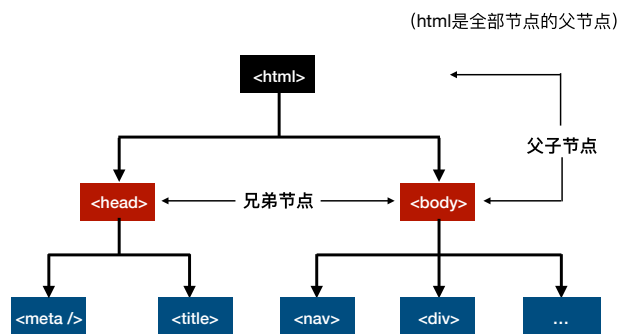 (html是全部节点的父节点)
<html>
父子节点
<head>
兄弟节点
<body>
<meta />
<title>
<nav>
<div>
...